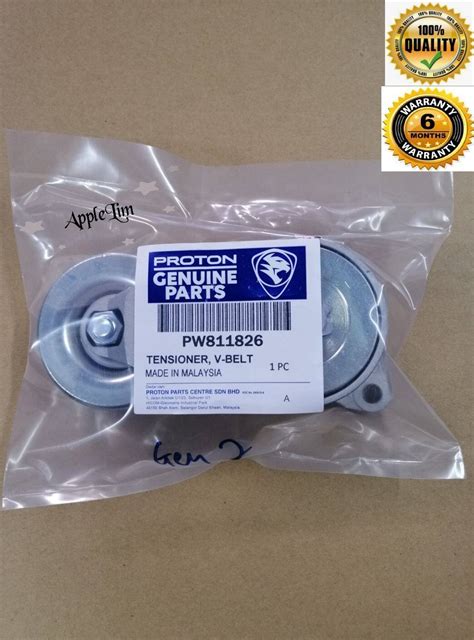 100%
QUALITY
100%
WARRANTY
6
MONTHS
WARRANTY
AppleLim
PROTON
GENUINE
PARTS
PW811826
TENSIONER, V-BELT
MADE IN MALAYSIA
1 PC
PROTON PARTS CENTRE SDN BHD
A
Gen 2